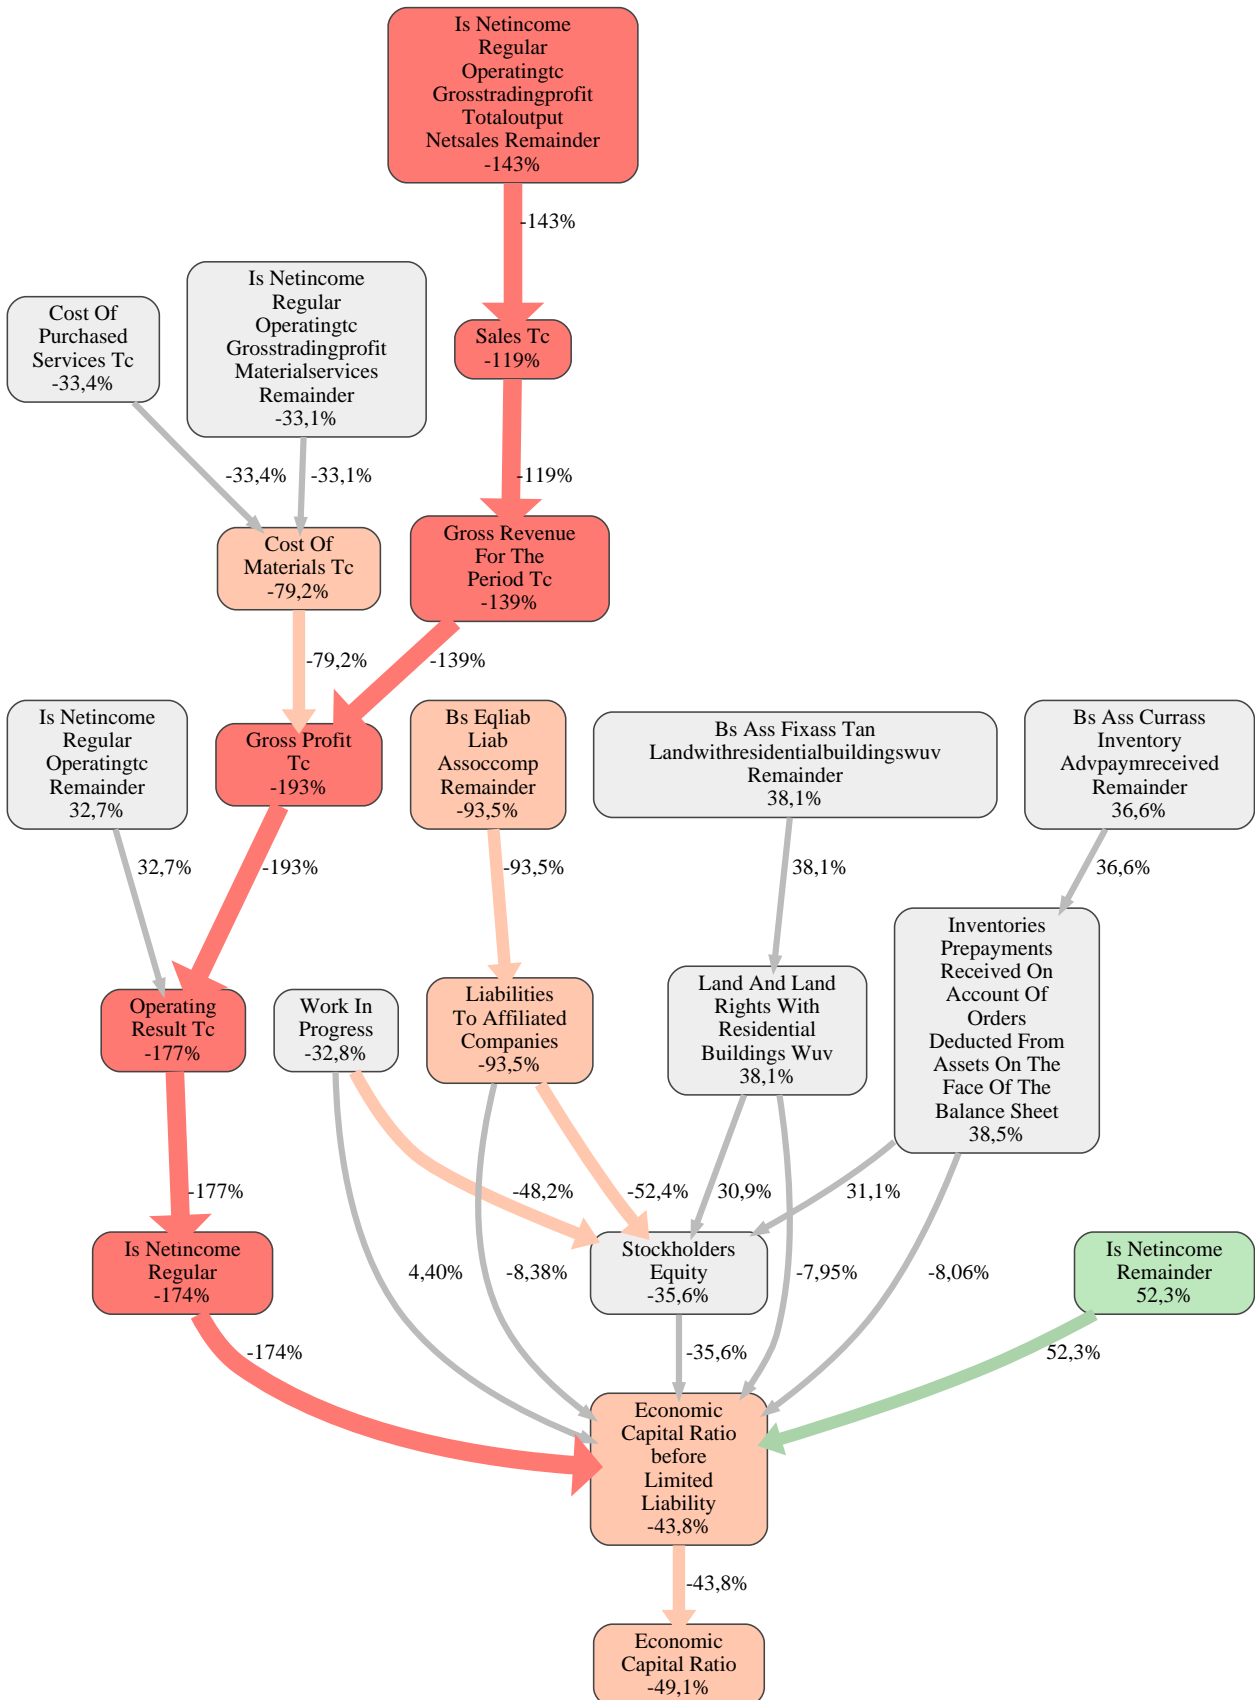 Is Netincome
Regular
Operatingtc
Grosstradingprofit
Totaloutput
Netsales Remainder
-143%
-143%
Is Netincome
Regular
Operatingtc
Grosstradingprofit
Materialservices
Remainder
-33,1%
Cost Of
Purchased
Services Tc
-33,4%
Sales Tc
-119%
-33,4%
-33,1%
-119%
Cost Of
Materials Tc
-79,2%
Gross Revenue
For The
Period Tc
-139%
-79,2%
-139%
Is Netincome
Regular
Operatingtc
Remainder
32,7%
Gross Profit
Tc
-193%
Bs Eqliab
Liab
Assoccomp
Remainder
-93,5%
Bs Ass Fixass Tan
Landwithresidentialbuildingswuv
Remainder
38,1%
Bs Ass Currass
Inventory
Advpaymreceived
Remainder
36,6%
32,7%
-193%
-93,5%
38,1%
36,6%
Operating
Result Tc
-177%
Work In
Progress
-32,8%
Liabilities
To Affiliated
Companies
-93,5%
Land And Land
Rights With
Residential
Buildings Wuv
38,1%
Inventories
Prepayments
Received On
Account Of
Orders
Deducted From
Assets On The
Face Of The
Balance Sheet
38,5%
-177%
-48,2%
-52,4%
30,9%
31,1%
Is Netincome
Regular
-174%
4,40%
-8,38%
Stockholders
Equity
-35,6%
-7,95%
-8,06%
Is Netincome
Remainder
52,3%
-174%
-35,6%
52,3%
Economic
Capital Ratio
before
Limited
Liability
-43,8%
-43,8%
Economic
Capital Ratio
-49,1%